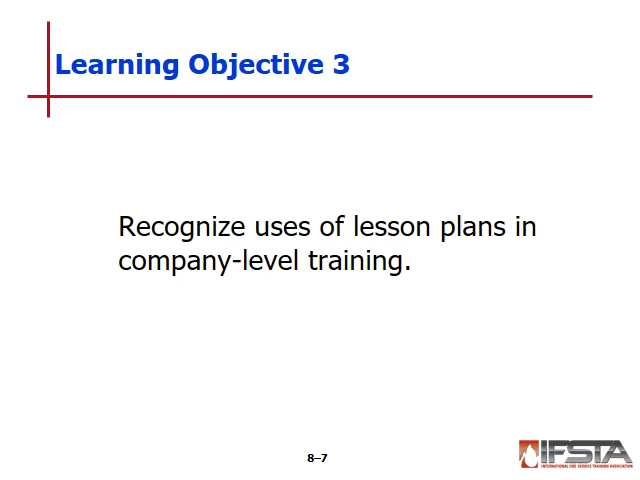 Learning Objective 3
Recognize uses of lesson plans in
company-level training.
8–7
IFSTA
INTERNATIONAL FIRE SERVICE TRAINING ASSOCIATION